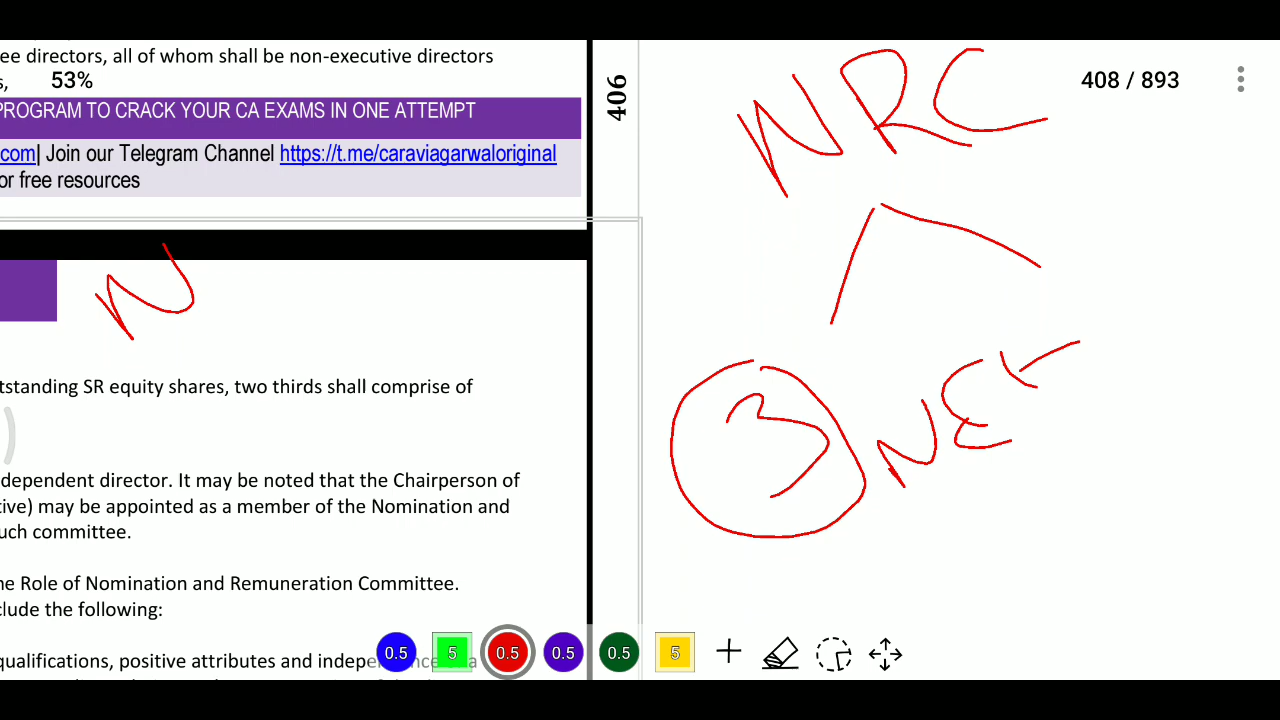 ee directors, all of whom shall be non-executive directors
s, 53%
PROGRAM TO CRACK YOUR CA EXAMS IN ONE ATTEMPT
com| Join our Telegram Channel https://t.me/caraviagarwaloriginal
or free resources
406
408 / 893
NRC
3
N
tstanding SR equity shares, two thirds shall comprise of
dependent director. It may be noted that the Chairperson of
tive) may be appointed as a member of the Nomination and
uch committee.
he Role of Nomination and Remuneration Committee.
clude the following:
0.5 5 0.5 0.5 0.5 5
qualifications, positive attributes and indepe